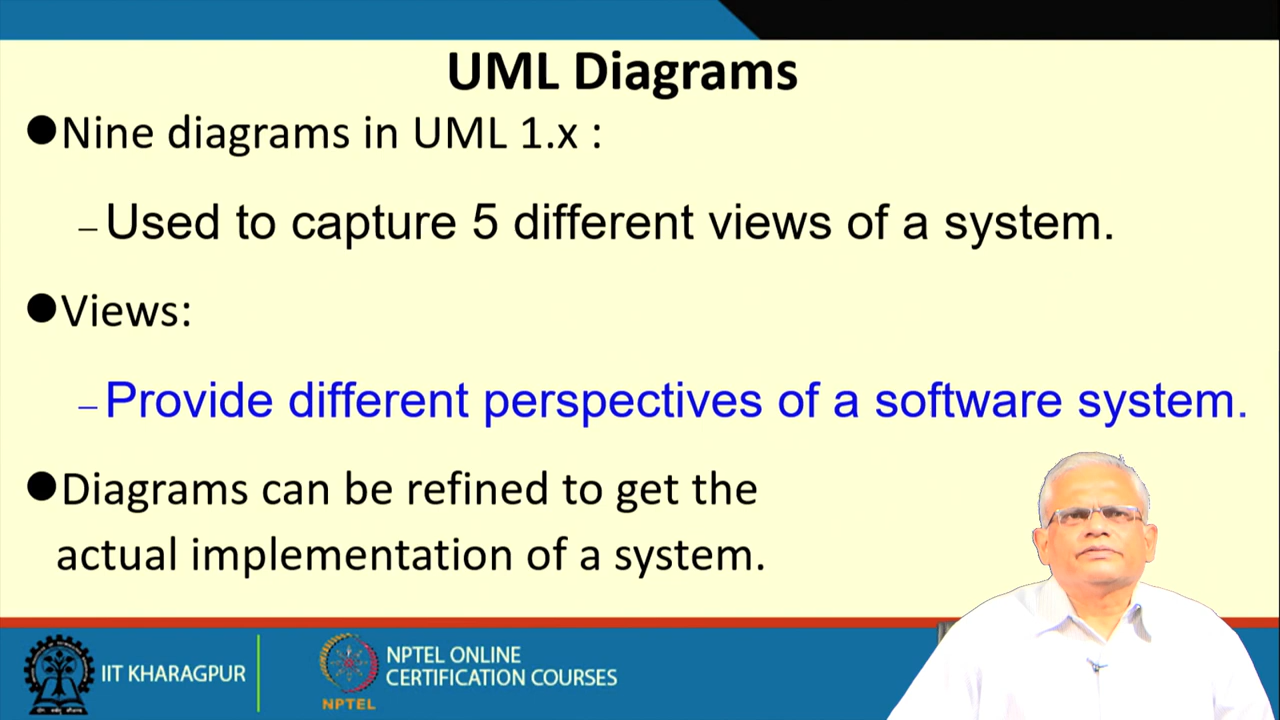 UML Diagrams
●Nine diagrams in UML 1.x :
–Used to capture 5 different views of a system.
●Views:
–Provide different perspectives of a software system.
●Diagrams can be refined to get the
actual implementation of a system.
IIT KHARAGPUR
NPTEL
NPTEL ONLINE
CERTIFICATION COURSES